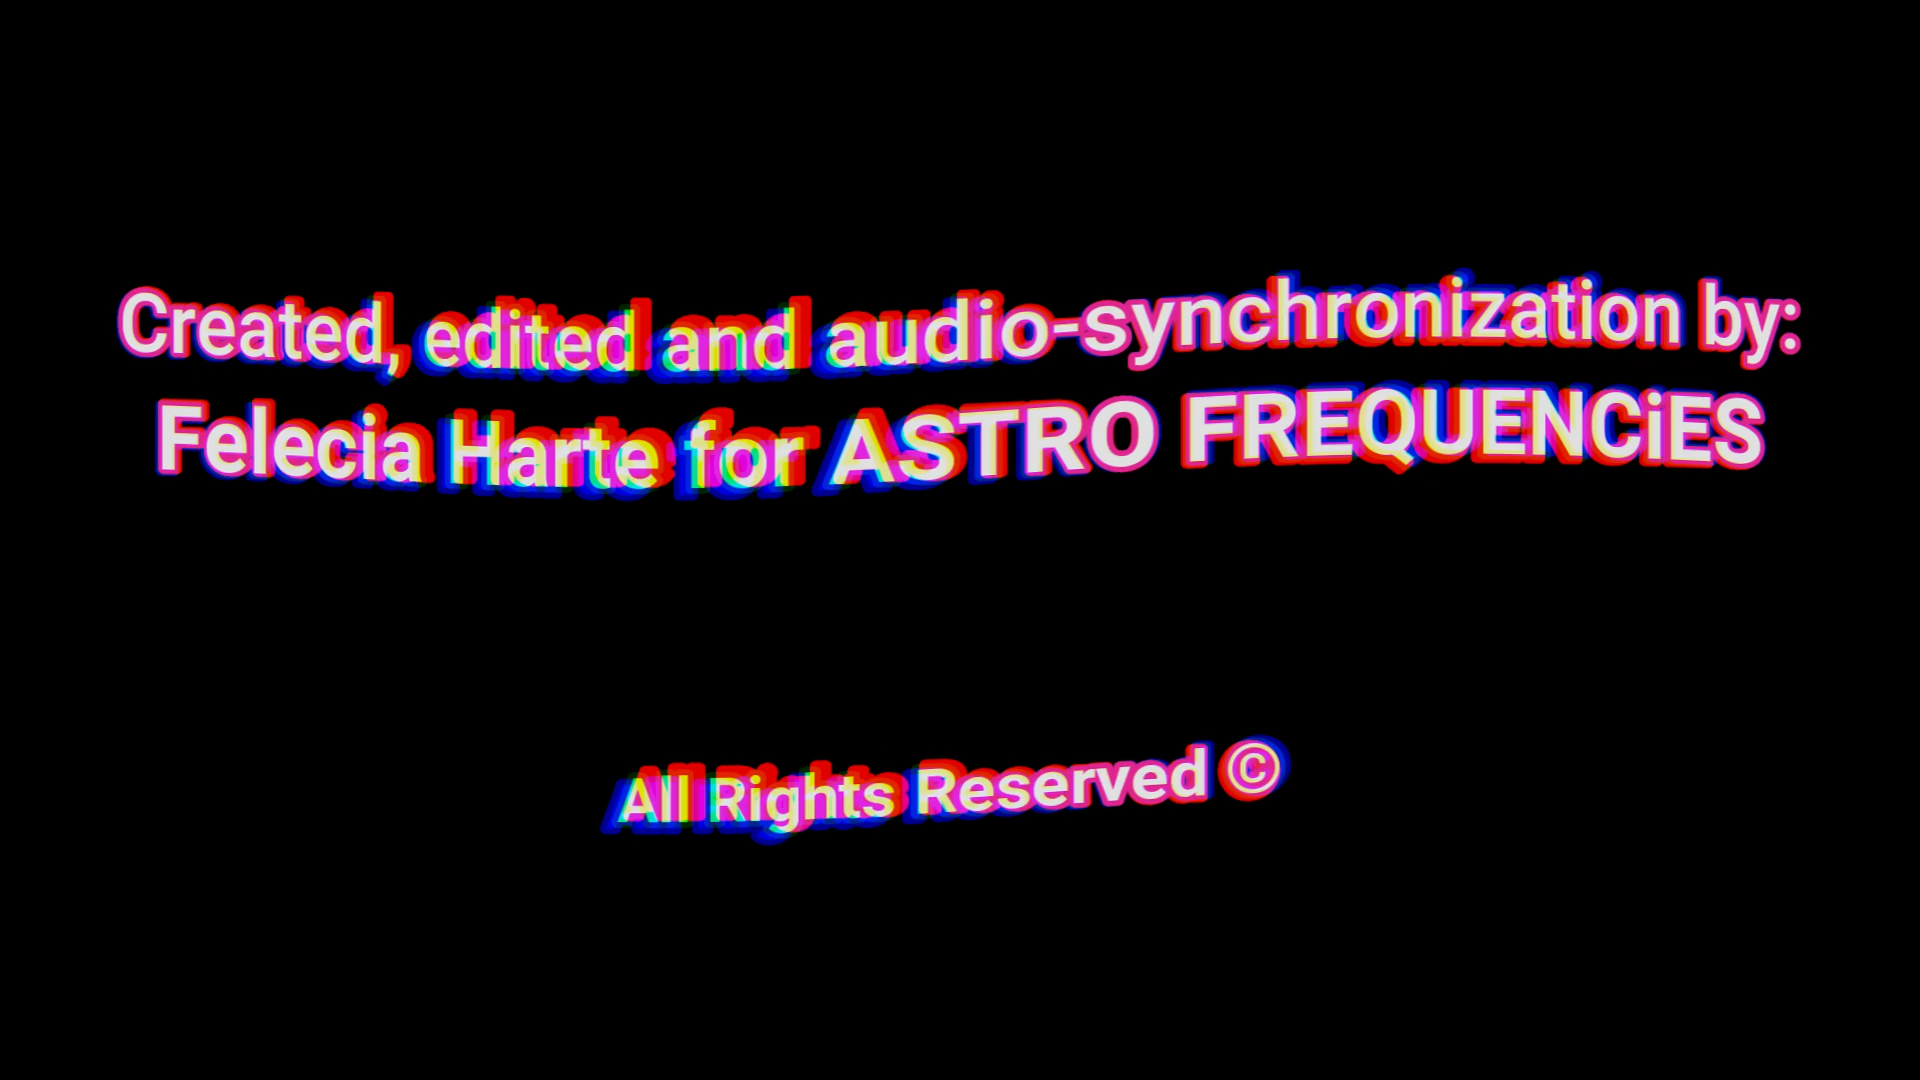 Created, edited and audio-synchronization by:
Felecia Harte for ASTRO FREQUENCiES
All Rights Reserved ©